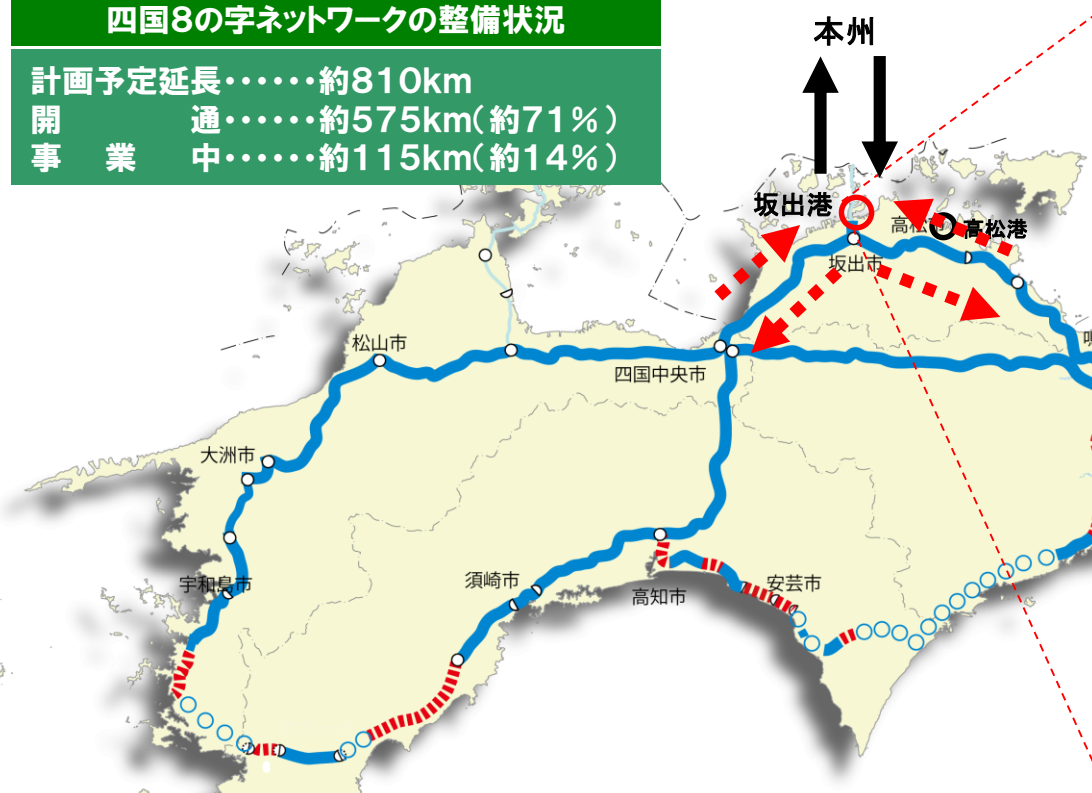 四国8の字ネットワークの整備状況
計画予定延長・・・・・・約810km
開　　　通・・・・・・約575km(約71%)
事　業　中・・・・・・約115km(約14%)
本州
坂出港
高松
高松港
坂出市
松山市
四国中央市
大洲市
宇和島市
須崎市
高知市
安芸市